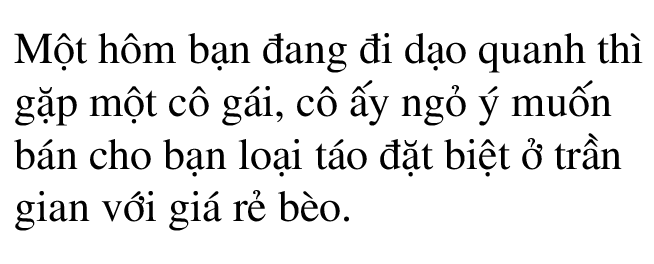 Một hôm bạn đang đi dạo quanh thì
gặp một cô gái, cô ấy ngỏ ý muốn
bán cho bạn loại táo đặt biệt ở trần
gian với giá rẻ bèo.